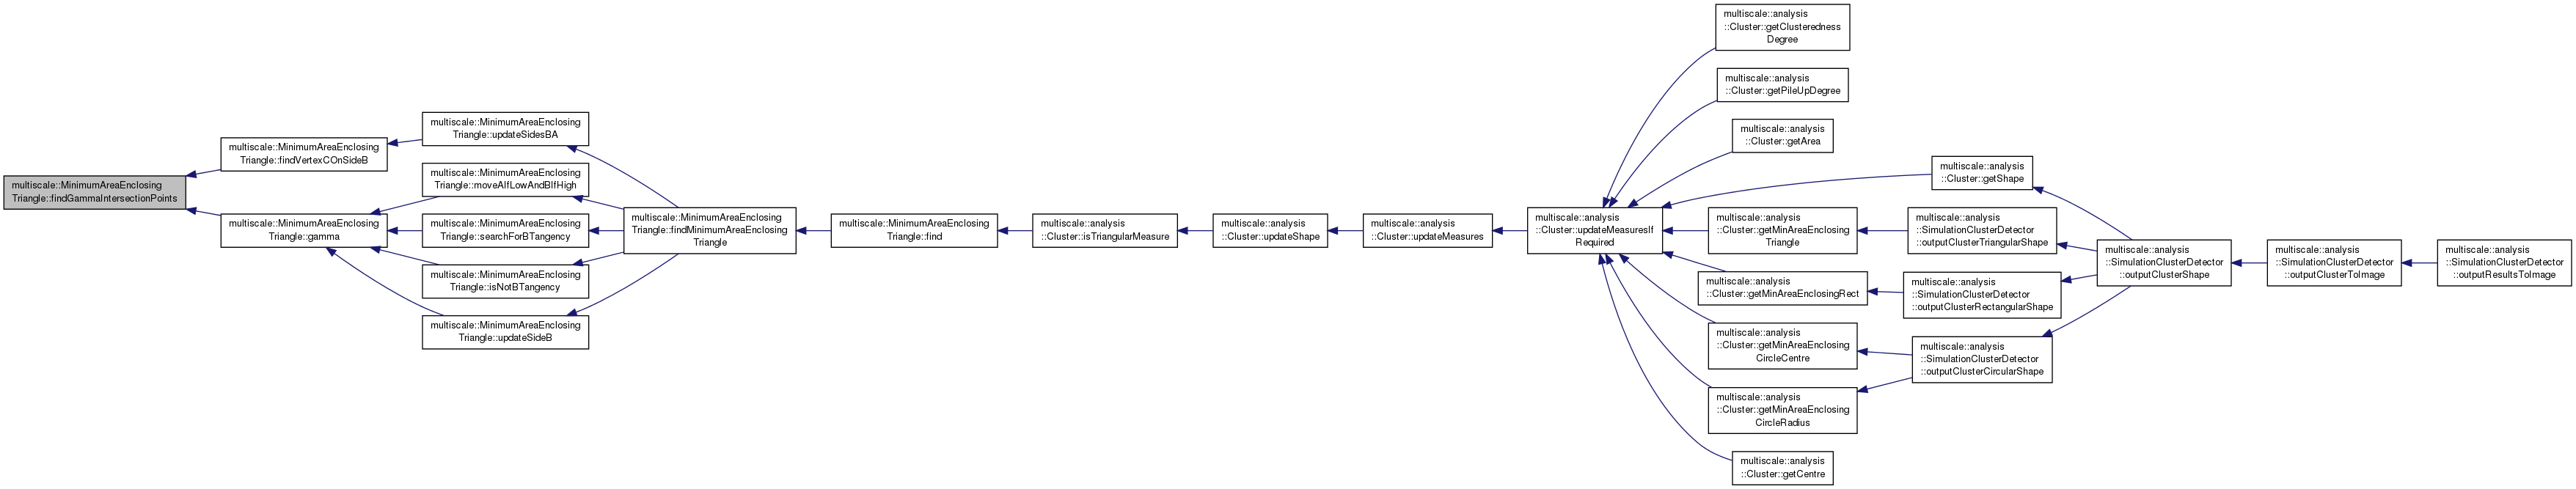 multiscale::MinimumAreaEnclosing
Triangle::findGammaIntersectionPoints
multiscale::MinimumAreaEnclosing
Triangle::findVertexCOnSideB
multiscale::MinimumAreaEnclosing
Triangle::gamma
multiscale::MinimumAreaEnclosing
Triangle::updateSidesBA
multiscale::MinimumAreaEnclosing
Triangle::moveAIfLowAndBIfHigh
multiscale::MinimumAreaEnclosing
Triangle::searchForBTangency
multiscale::MinimumAreaEnclosing
Triangle::isNotBTangency
multiscale::MinimumAreaEnclosing
Triangle::updateSideB
multiscale::MinimumAreaEnclosing
Triangle::findMinimumAreaEnclosing
Triangle
multiscale::MinimumAreaEnclosing
Triangle::find
multiscale::analysis
::Cluster::isTriangularMeasure
multiscale::analysis
::Cluster::updateShape
multiscale::analysis
::Cluster::updateMeasures
multiscale::analysis
::Cluster::updateMeasuresIf
Required
multiscale::analysis
::Cluster::getClusteredness
Degree
multiscale::analysis
::Cluster::getPileUpDegree
multiscale::analysis
::Cluster::getArea
multiscale::analysis
::Cluster::getShape
multiscale::analysis
::Cluster::getMinAreaEnclosing
Triangle
multiscale::analysis
::Cluster::getMinAreaEnclosingRect
multiscale::analysis
::Cluster::getMinAreaEnclosing
CircleCentre
multiscale::analysis
::Cluster::getMinAreaEnclosing
CircleRadius
multiscale::analysis
::Cluster::getCentre
multiscale::analysis
::SimulationClusterDetector
::outputClusterTriangularShape
multiscale::analysis
::SimulationClusterDetector
::outputClusterRectangularShape
multiscale::analysis
::SimulationClusterDetector
::outputClusterCircularShape
multiscale::analysis
::SimulationClusterDetector
::outputClusterShape
multiscale::analysis
::SimulationClusterDetector
::outputClusterToImage
multiscale::analysis
::SimulationClusterDetector
::outputResultsToImage